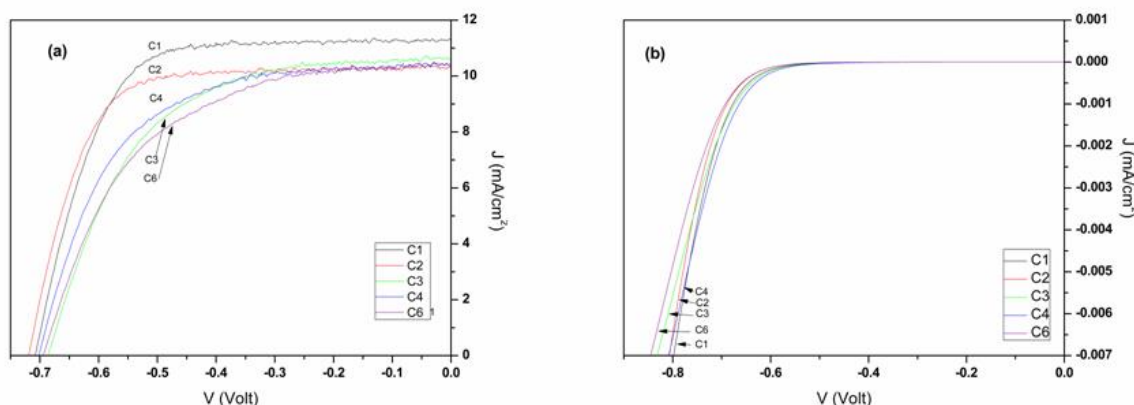 (a)
C1
C2
C4
C3
C6
C1
C2
C3
C4
C6 1
12
10
8
6
4
2
0
J (mA/cm²)
-0.7
-0.6
-0.5
-0.4
-0.3
-0.2
-0.1
0.0
V (Volt)
(b)
C4
C2
C3
C6
C1
C1
C2
C3
C4
C6
0.001
0.000
-0.001
-0.002
-0.003
-0.004
-0.005
-0.006
-0.007
J (mA/cm
-0.8
-0.6
-0.4
-0.2
0.0
V (Volt)